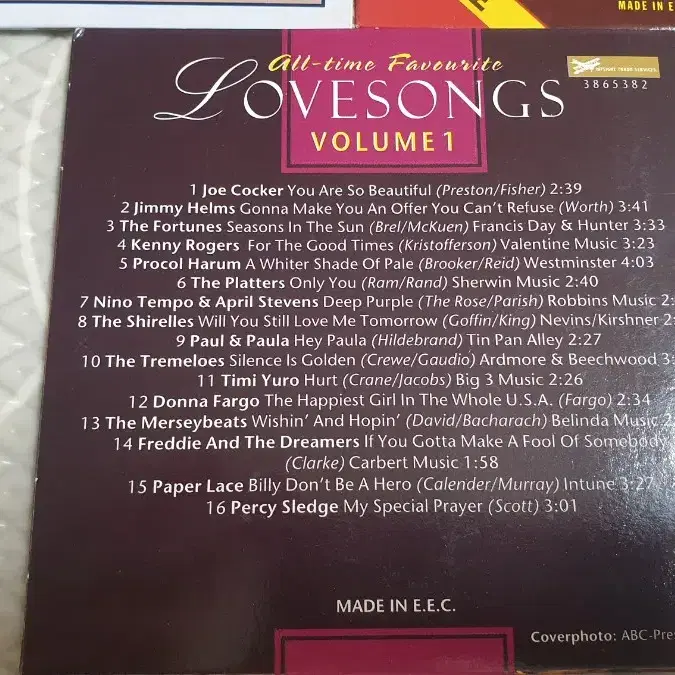 MADE IN E
All-time Favourite
LOVESONGS
VOLUME 1
3865382
1 Joe Cocker You Are So Beautiful (Preston/Fisher) 2:39
2 Jimmy Helms Gonna Make You An Offer You Can't Refuse (Worth) 3:41
3 The Fortunes Seasons In The Sun (Brel/McKuen) Francis Day & Hunter 3:33
4 Kenny Rogers For The Good Times (Kristofferson) Valentine Music 3:23
5 Procol Harum A Whiter Shade Of Pale (Brooker/Reid) Westminster 4:03
6 The Platters Only You (Ram/Rand) Sherwin Music 2:40
7 Nino Tempo & April Stevens Deep Purple (The Rose/Parish) Robbins Music 2:
8 The Shirelles Will You Still Love Me Tomorrow (Goffin/King) Nevins/Kirshner 2:
9 Paul & Paula Hey Paula (Hildebrand) Tin Pan Alley 2:27
10 The Tremeloes Silence Is Golden (Crewe/Gaudio) Ardmore & Beechwood 3:
11 Timi Yuro Hurt (Crane/Jacobs) Big 3 Music 2:26
12 Donna Fargo The Happiest Girl In The Whole U.S.A. (Fargo) 2:34
13 The Merseybeats Wishin' And Hopin' (David/Bacharach) Belinda Music 2:
14 Freddie And The Dreamers If You Gotta Make A Fool Of Somebody
(Clarke) Carbert Music 1:58
15 Paper Lace Billy Don't Be A Hero (Calender/Murray) Intune 3:27
16 Percy Sledge My Special Prayer (Scott) 3:01
MADE IN E.E.C.
Coverphoto: ABC-Pre